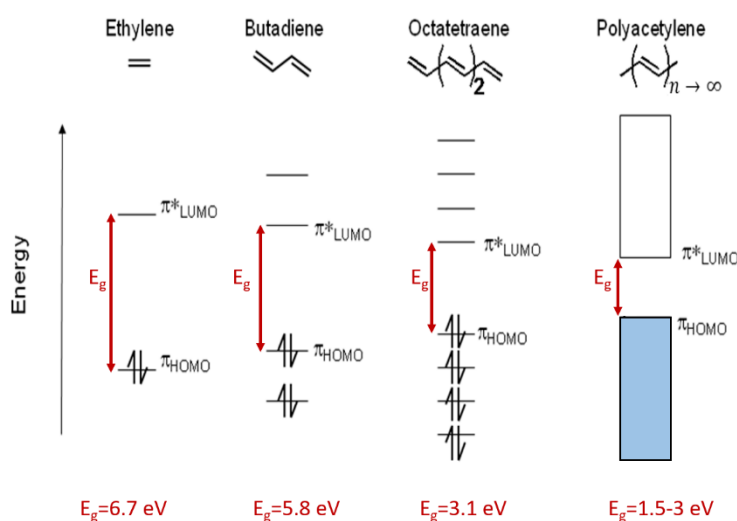 Ethylene
Butadiene
Octatetraene
Polyacetylene
2
n → ∞
Energy
π*LUMO
Eg
πHOMO
π*LUMO
Eg
πHOMO
π*LUMO
Eg
πHOMO
π*LUMO
Eg
πHOMO
Eg=6.7 eV
Eg=5.8 eV
Eg=3.1 eV
Eg=1.5-3 eV